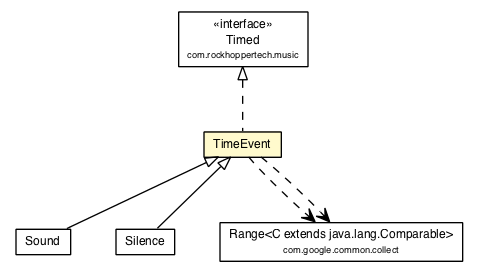 «interface»
Timed
com.rockhoppertech.music
TimeEvent
Sound
Silence
Range<C extends java.lang.Comparable>
com.google.common.collect